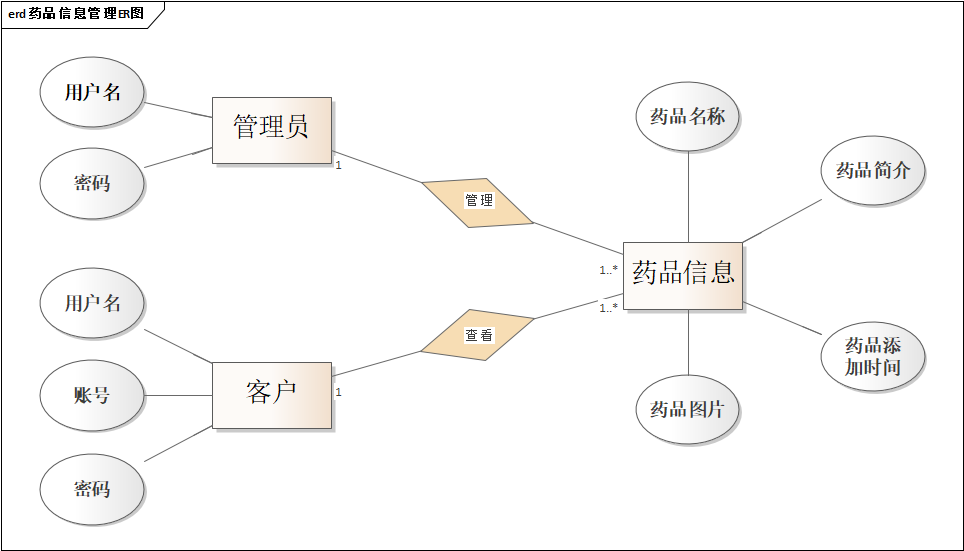 erd 药品信息管理ER图
用户名
管理员
密码
1
管理
药品名称
药品简介
1..*
药品信息
1..*
用户名
查看
账号
客户
1
密码
药品添
加时间
药品图片